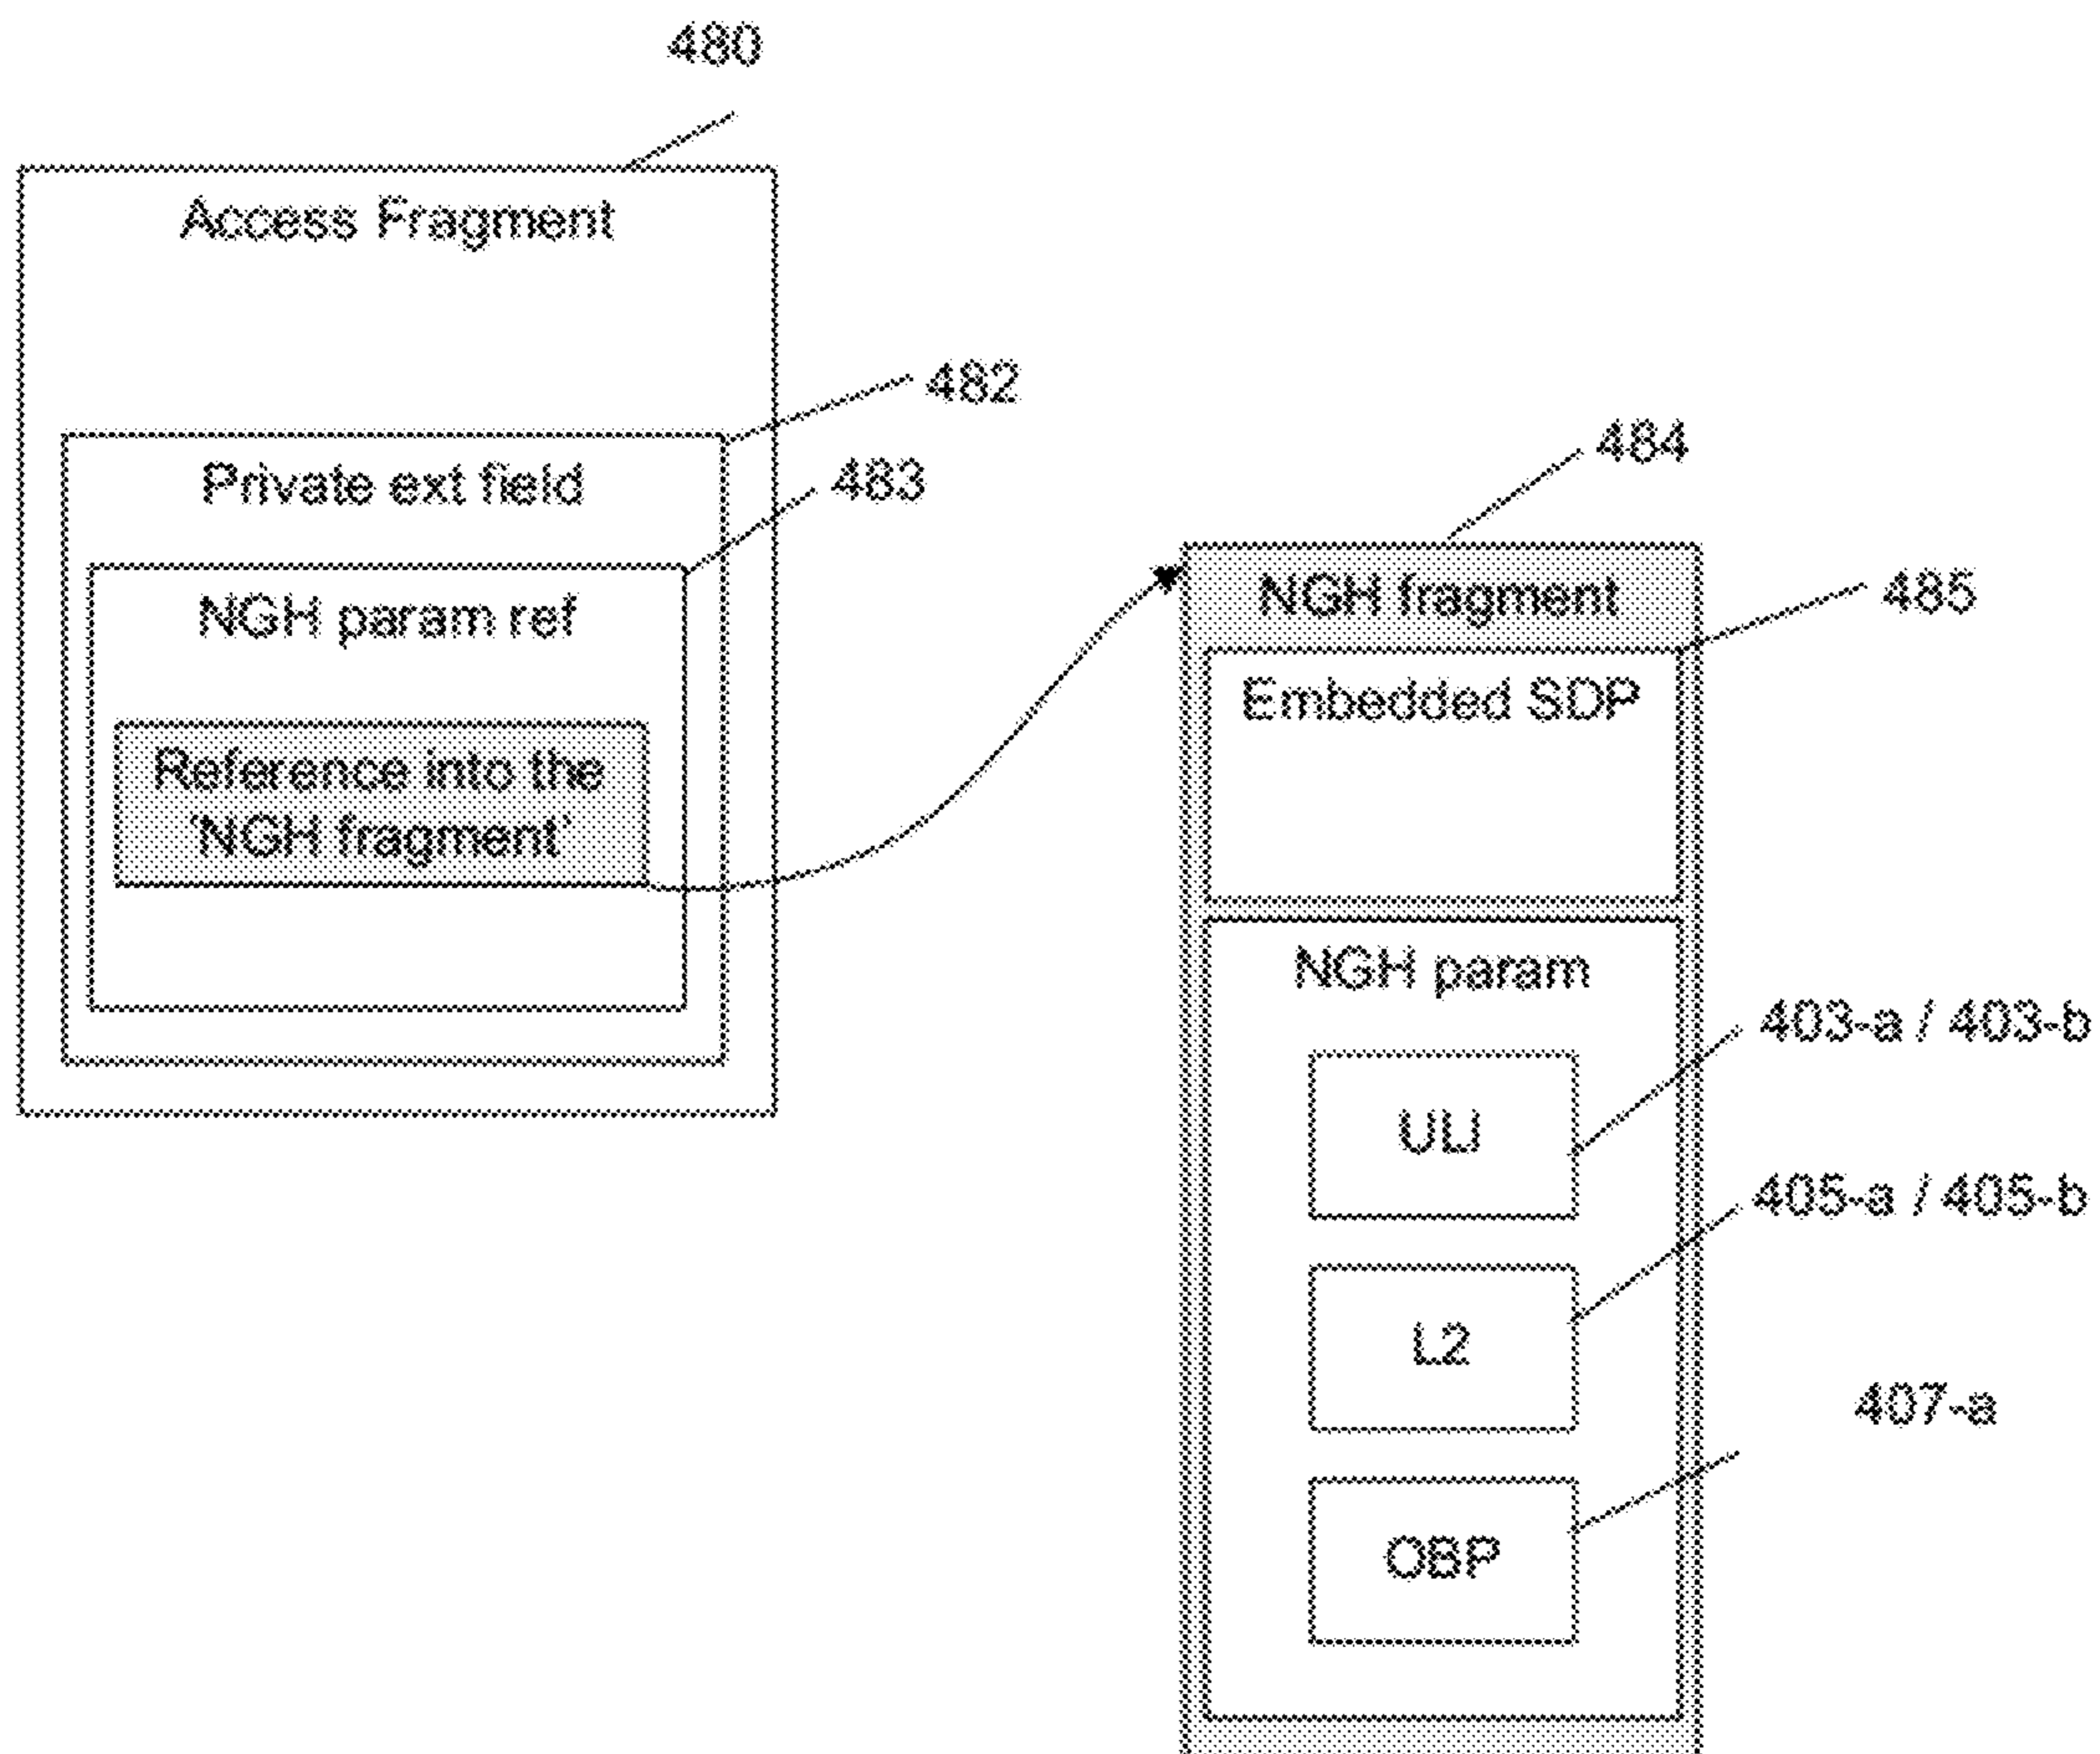 480
Access Fragment
482
Private ext field
483
NGH param ref
Reference into the
'NGH fragment'
484
NGH fragment
485
Embedded SDP
NGH param
403-a / 403-b
ULI
405-a / 405-b
L2
407-a
OBP